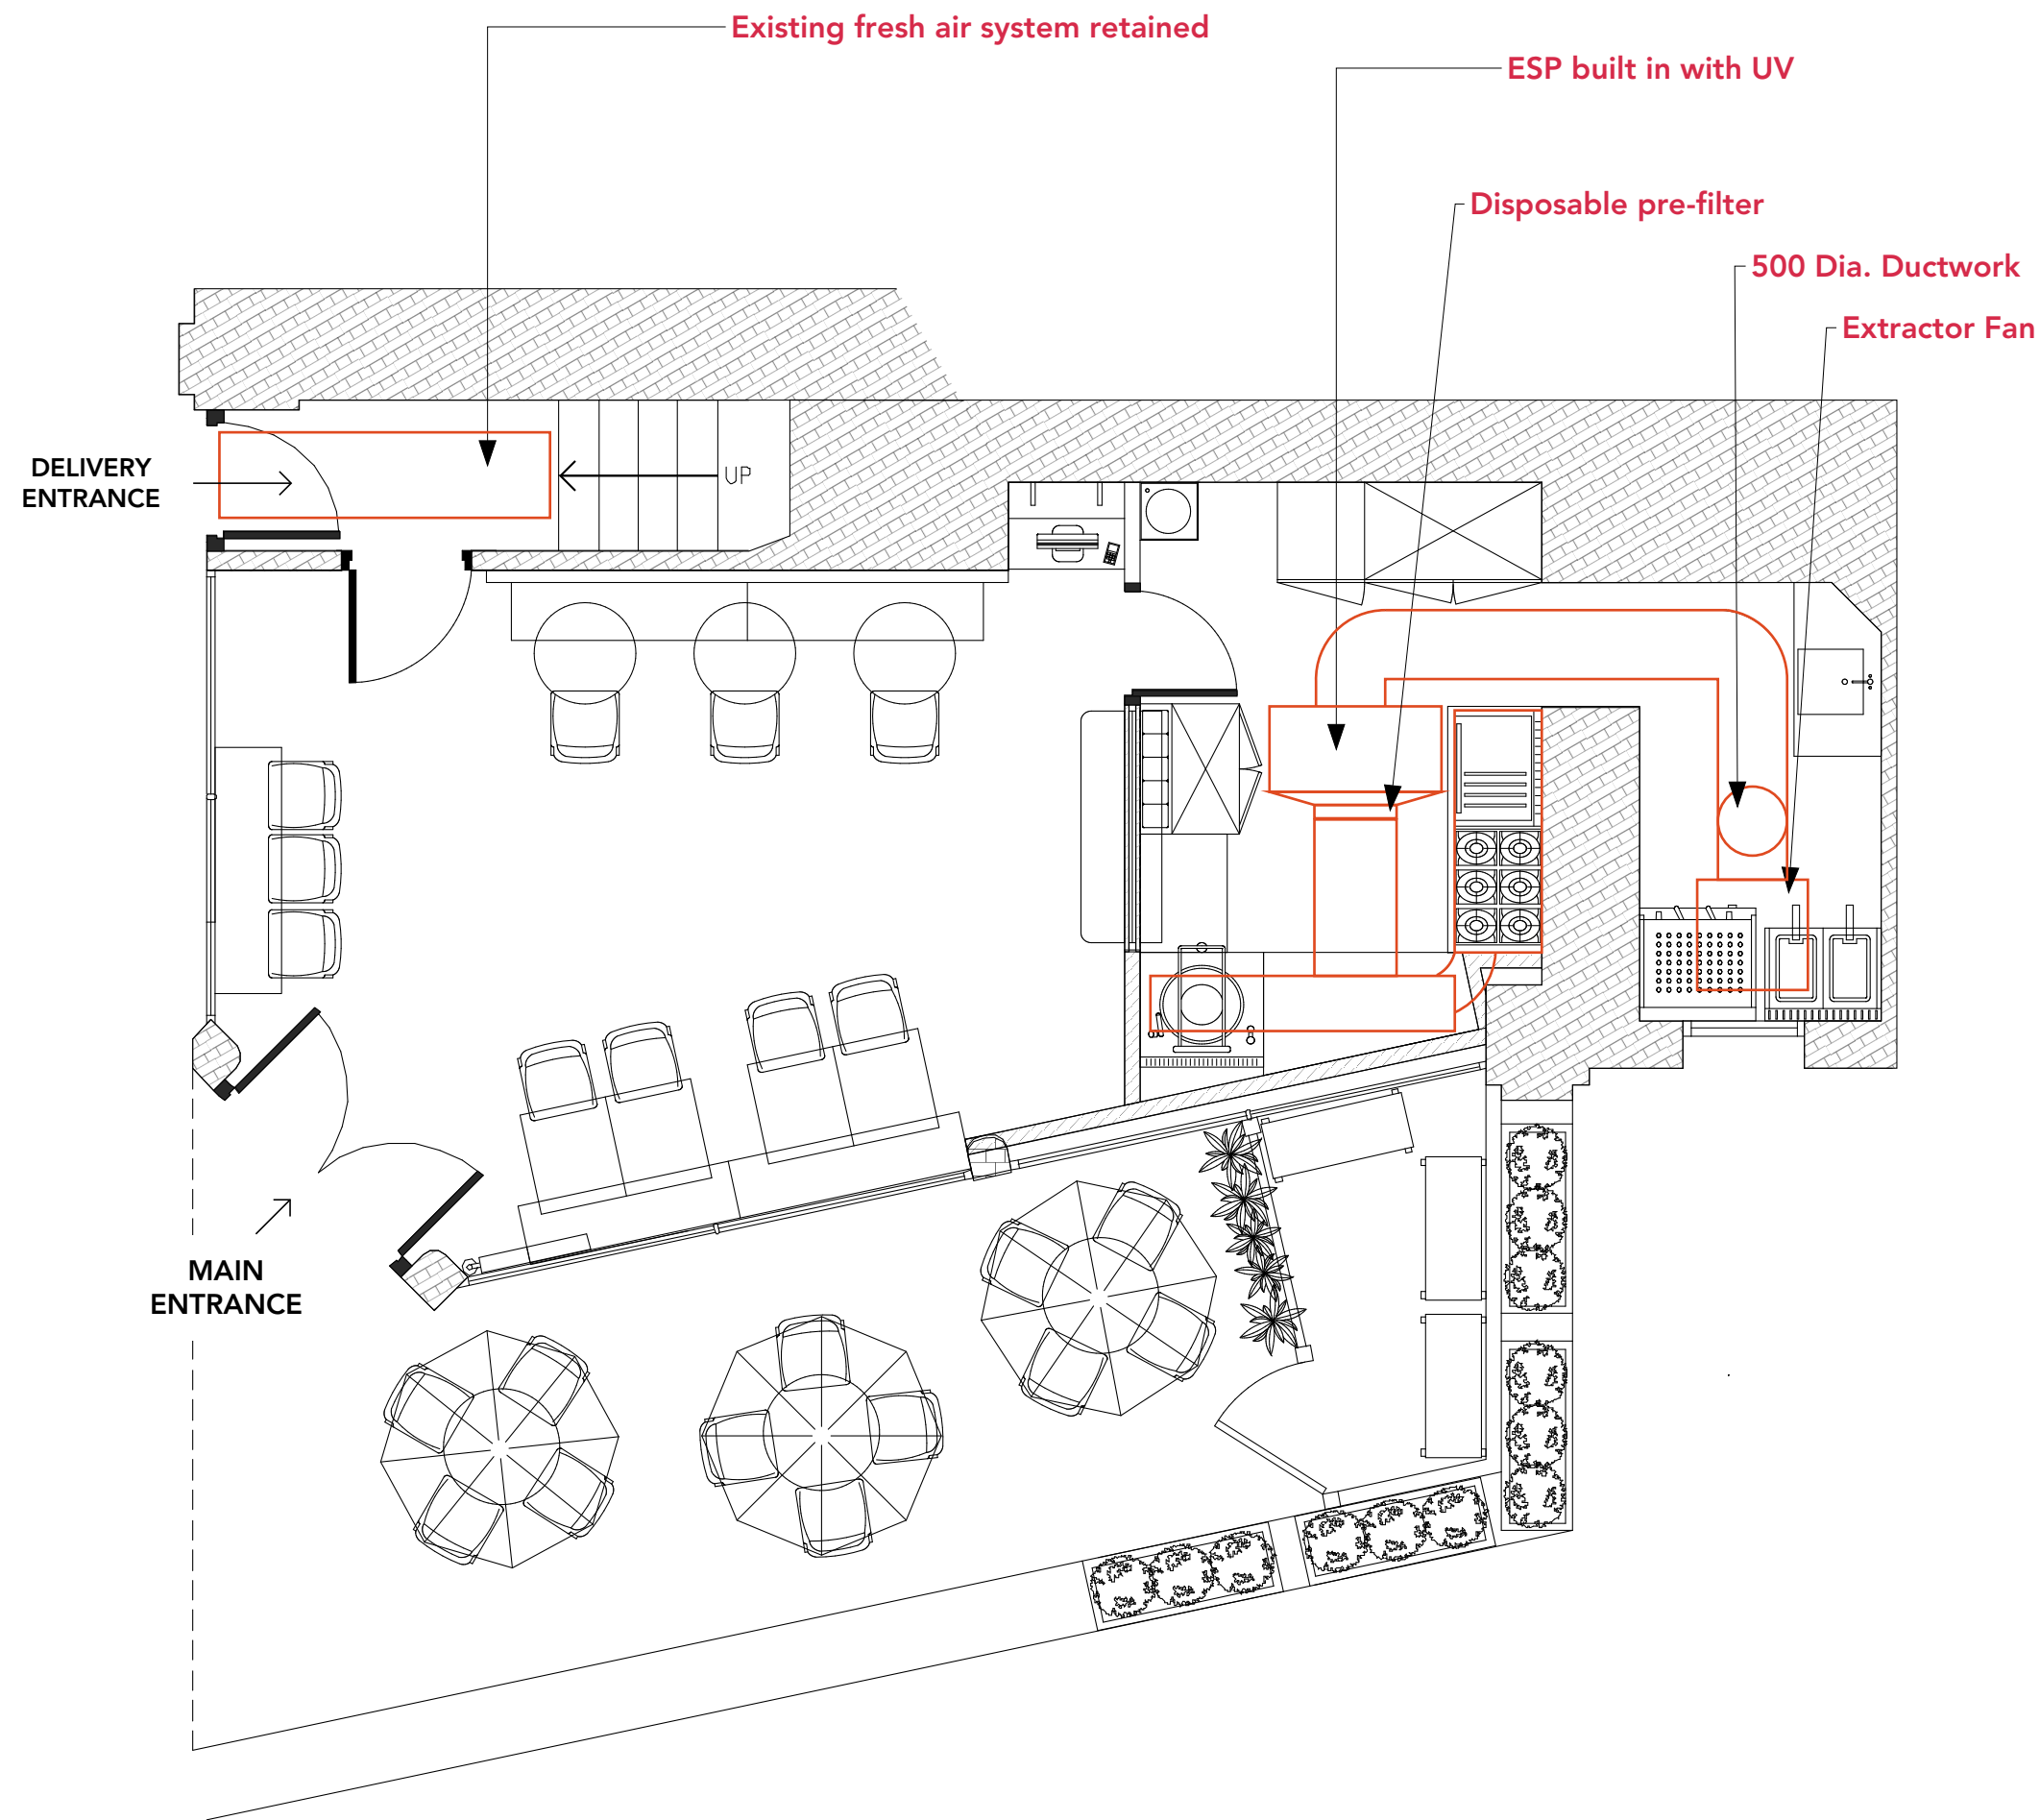 Existing fresh air system retained
ESP built in with UV
Disposable pre-filter
500 Dia. Ductwork
Extractor Fan
DELIVERY
ENTRANCE
UP
MAIN
ENTRANCE